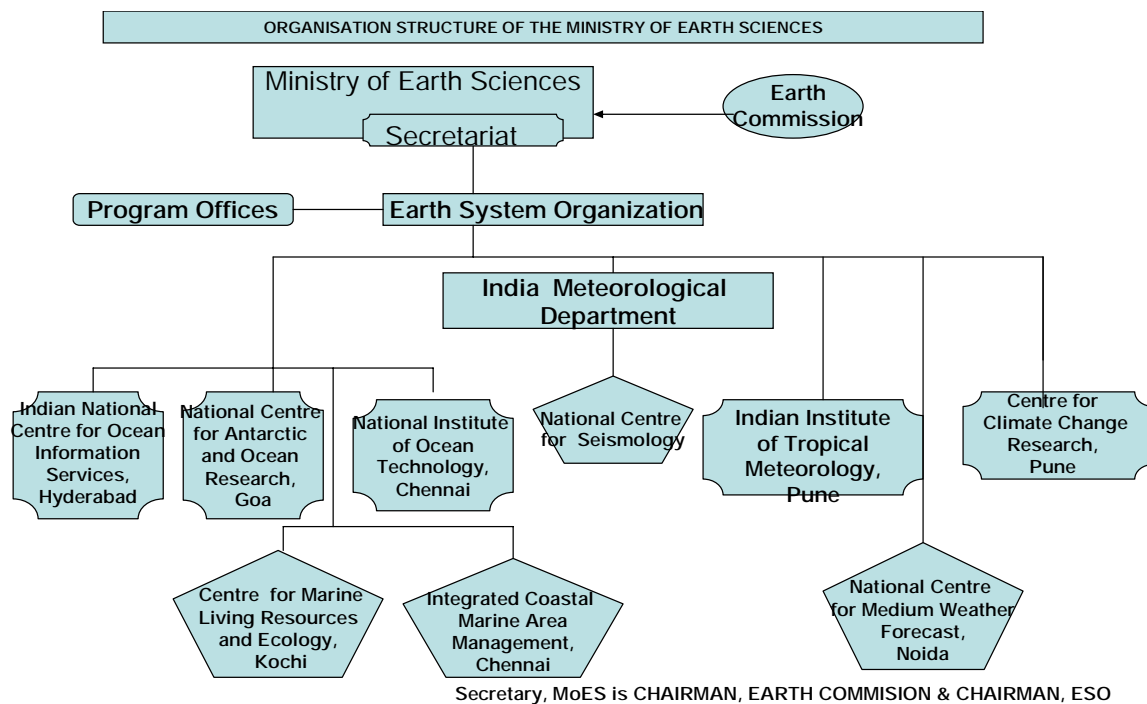 ORGANISATION STRUCTURE OF THE MINISTRY OF EARTH SCIENCES
Ministry of Earth Sciences
Secretariat
Earth
Commission
Program Offices
Earth System Organization
India Meteorological
Department
Indian National
Centre for Ocean
Information
Services,
Hyderabad
National Centre
for Antarctic
and Ocean
Research,
Goa
National Institute
of Ocean
Technology,
Chennai
National Centre
for Seismology
Indian Institute
of Tropical
Meteorology,
Pune
Centre for
Climate Change
Research,
Pune
Centre for Marine
Living Resources
and Ecology,
Kochi
Integrated Coastal
Marine Area
Management,
Chennai
National Centre
for Medium Weather
Forecast,
Noida
Secretary, MoES is CHAIRMAN, EARTH COMMISION & CHAIRMAN, ESO